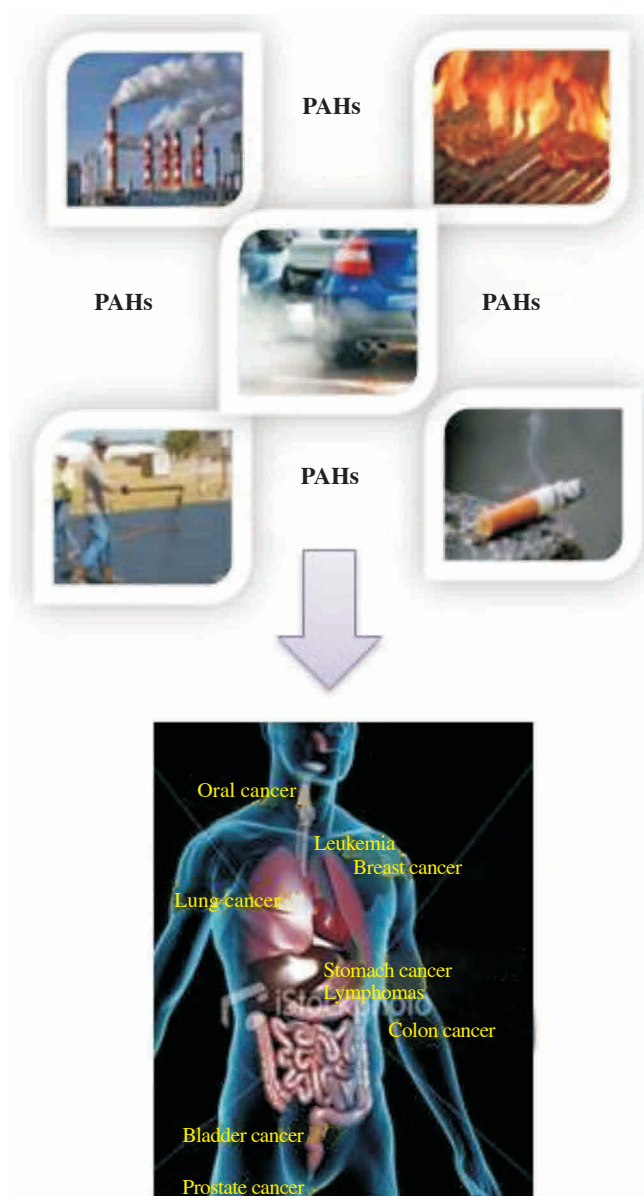 PAHs
PAHs
PAHs
PAHs
Oral cancer
Leukemia
Breast cancer
Lung cancer
Stomach cancer
Lymphomas
iStockphoto
Colon cancer
Bladder cancer
Prostate cancer